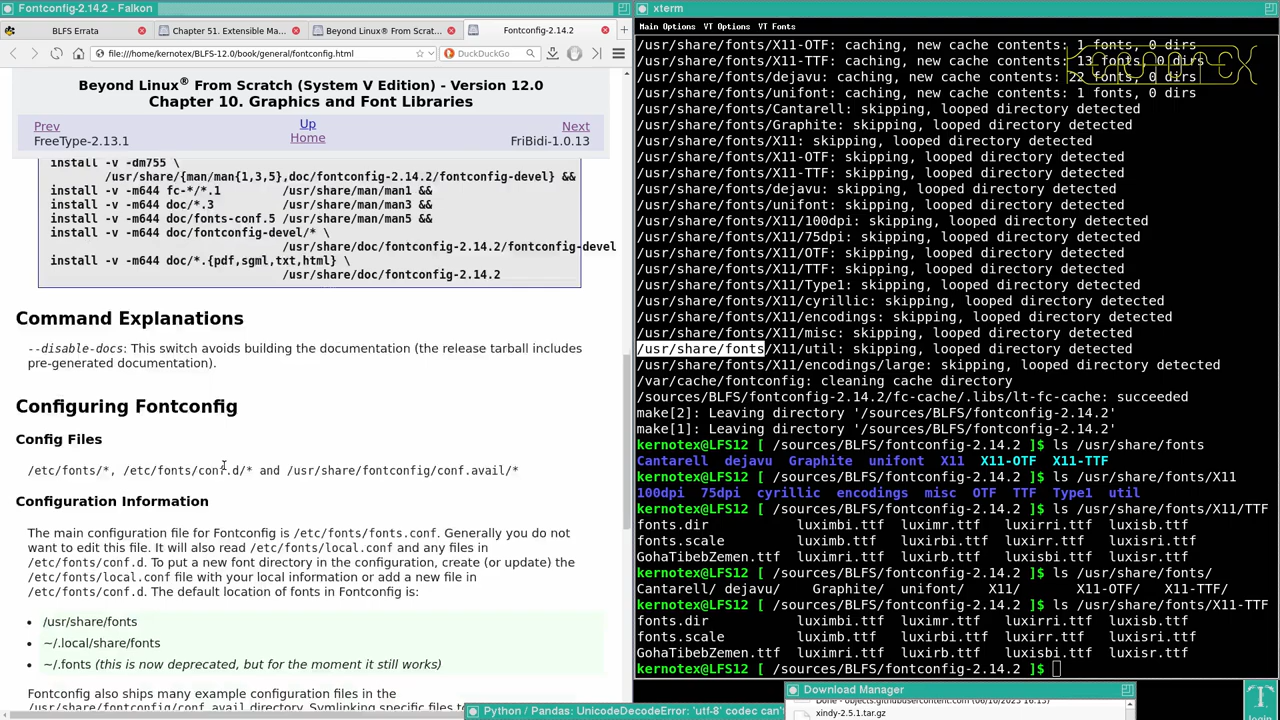 Fontconfig-2.14.2 - Falkon
BLFS Errata
Chapter 51. Extensible Ma...
Beyond Linux® From Scrat...
Fontconfig-2.14.2
file:///home/kernotex/BLFS-12.0/book/general/fontconfig.html
DuckDuckGo
Beyond Linux® From Scratch (System V Edition) - Version 12.0
Chapter 10. Graphics and Font Libraries
Prev
Up
Next
FreeType-2.13.1
Home
FriBidi-1.0.13
install -v -dm755 \
/usr/share/{man/man{1,3,5},doc/fontconfig-2.14.2/fontconfig-devel} &&
install -v -m644 fc-*/*.1 /usr/share/man/man1 &&
install -v -m644 doc/*.3 /usr/share/man/man3 &&
install -v -m644 doc/fonts-conf.5 /usr/share/man/man5 &&
install -v -m644 doc/fontconfig-devel/* \
/usr/share/doc/fontconfig-2.14.2/fontconfig-devel
install -v -m644 doc/*.{pdf,sgml,txt,html} \
/usr/share/doc/fontconfig-2.14.2
Command Explanations
--disable-docs: This switch avoids building the documentation (the release tarball includes
pre-generated documentation).
Configuring Fontconfig
Config Files
/etc/fonts/*, /etc/fonts/conf.d/* and /usr/share/fontconfig/conf.avail/*
Configuration Information
The main configuration file for Fontconfig is /etc/fonts/fonts.conf. Generally you do not
want to edit this file. It will also read /etc/fonts/local.conf and any files in
/etc/fonts/conf.d. To put a new font directory in the configuration, create (or update) the
/etc/fonts/local.conf file with your local information or add a new file in
/etc/fonts/conf.d. The default location of fonts in Fontconfig is:
• /usr/share/fonts
• ~/.local/share/fonts
• ~/.fonts (this is now deprecated, but for the moment it still works)
Fontconfig also ships many example configuration files in the
/usr/share/fontconfig/conf.avail directory. Symlinking specific files to
xterm
Main Options VT Options VT Fonts
/usr/share/fonts/X11-OTF: caching, new cache contents: 1 fonts, 0 dirs
/usr/share/fonts/X11-TTF: caching, new cache contents: 13 fonts, 0 dirs
/usr/share/fonts/dejavu: caching, new cache contents: 22 fonts, 0 dirs
/usr/share/fonts/unifont: caching, new cache contents: 1 fonts, 0 dirs
KERNOTEX
/usr/share/fonts/Cantarell: skipping, looped directory detected
/usr/share/fonts/Graphite: skipping, looped directory detected
/usr/share/fonts/X11: skipping, looped directory detected
/usr/share/fonts/X11-OTF: skipping, looped directory detected
/usr/share/fonts/X11-TTF: skipping, looped directory detected
/usr/share/fonts/dejavu: skipping, looped directory detected
/usr/share/fonts/unifont: skipping, looped directory detected
/usr/share/fonts/X11/100dpi: skipping, looped directory detected
/usr/share/fonts/X11/75dpi: skipping, looped directory detected
/usr/share/fonts/X11/OTF: skipping, looped directory detected
/usr/share/fonts/X11/TTF: skipping, looped directory detected
/usr/share/fonts/X11/Type1: skipping, looped directory detected
/usr/share/fonts/X11/cyrillic: skipping, looped directory detected
/usr/share/fonts/X11/encodings: skipping, looped directory detected
/usr/share/fonts/X11/misc: skipping, looped directory detected
/usr/share/fonts/X11/util: skipping, looped directory detected
/usr/share/fonts/X11/encodings/large: skipping, looped directory detected
/var/cache/fontconfig: cleaning cache directory
/sources/BLFS/fontconfig-2.14.2/fc-cache/.libs/lt-fc-cache: succeeded
make[2]: Leaving directory '/sources/BLFS/fontconfig-2.14.2'
make[1]: Leaving directory '/sources/BLFS/fontconfig-2.14.2'
kernotex@LFS12 [ /sources/BLFS/fontconfig-2.14.2 ]$ ls /usr/share/fonts
Cantarell dejavu Graphite unifont X11 X11-OTF X11-TTF
kernotex@LFS12 [ /sources/BLFS/fontconfig-2.14.2 ]$ ls /usr/share/fonts/X11
100dpi 75dpi cyrillic encodings misc OTF TTF Type1 util
kernotex@LFS12 [ /sources/BLFS/fontconfig-2.14.2 ]$ ls /usr/share/fonts/X11/TTF
fonts.dir luximbi.ttf luximr.ttf luxirri.ttf luxisb.ttf
fonts.scale luximb.ttf luxirb.ttf luxirr.ttf luxisri.ttf
GohaTibebZemen.ttf luximri.ttf luxirbi.ttf luxisbi.ttf luxisr.ttf
kernotex@LFS12 [ /sources/BLFS/fontconfig-2.14.2 ]$ ls /usr/share/fonts/
Cantarell/ dejavu/ Graphite/ unifont/ X11/ X11-OTF/ X11-TTF/
kernotex@LFS12 [ /sources/BLFS/fontconfig-2.14.2 ]$ ls /usr/share/fonts/X11-TTF
fonts.dir luximbi.ttf luximr.ttf luxirri.ttf luxisb.ttf
fonts.scale luximb.ttf luxirb.ttf luxirr.ttf luxisri.ttf
GohaTibebZemen.ttf luximri.ttf luxirbi.ttf luxisbi.ttf luxisr.ttf
kernotex@LFS12 [ /sources/BLFS/fontconfig-2.14.2 ]$
Download Manager
Done - objects.githubusercontent.com (06/10/2023 16:15)
xindy-2.5.1.tar.gz
Python / Pandas: UnicodeDecodeError: 'utf-8' codec can't
login